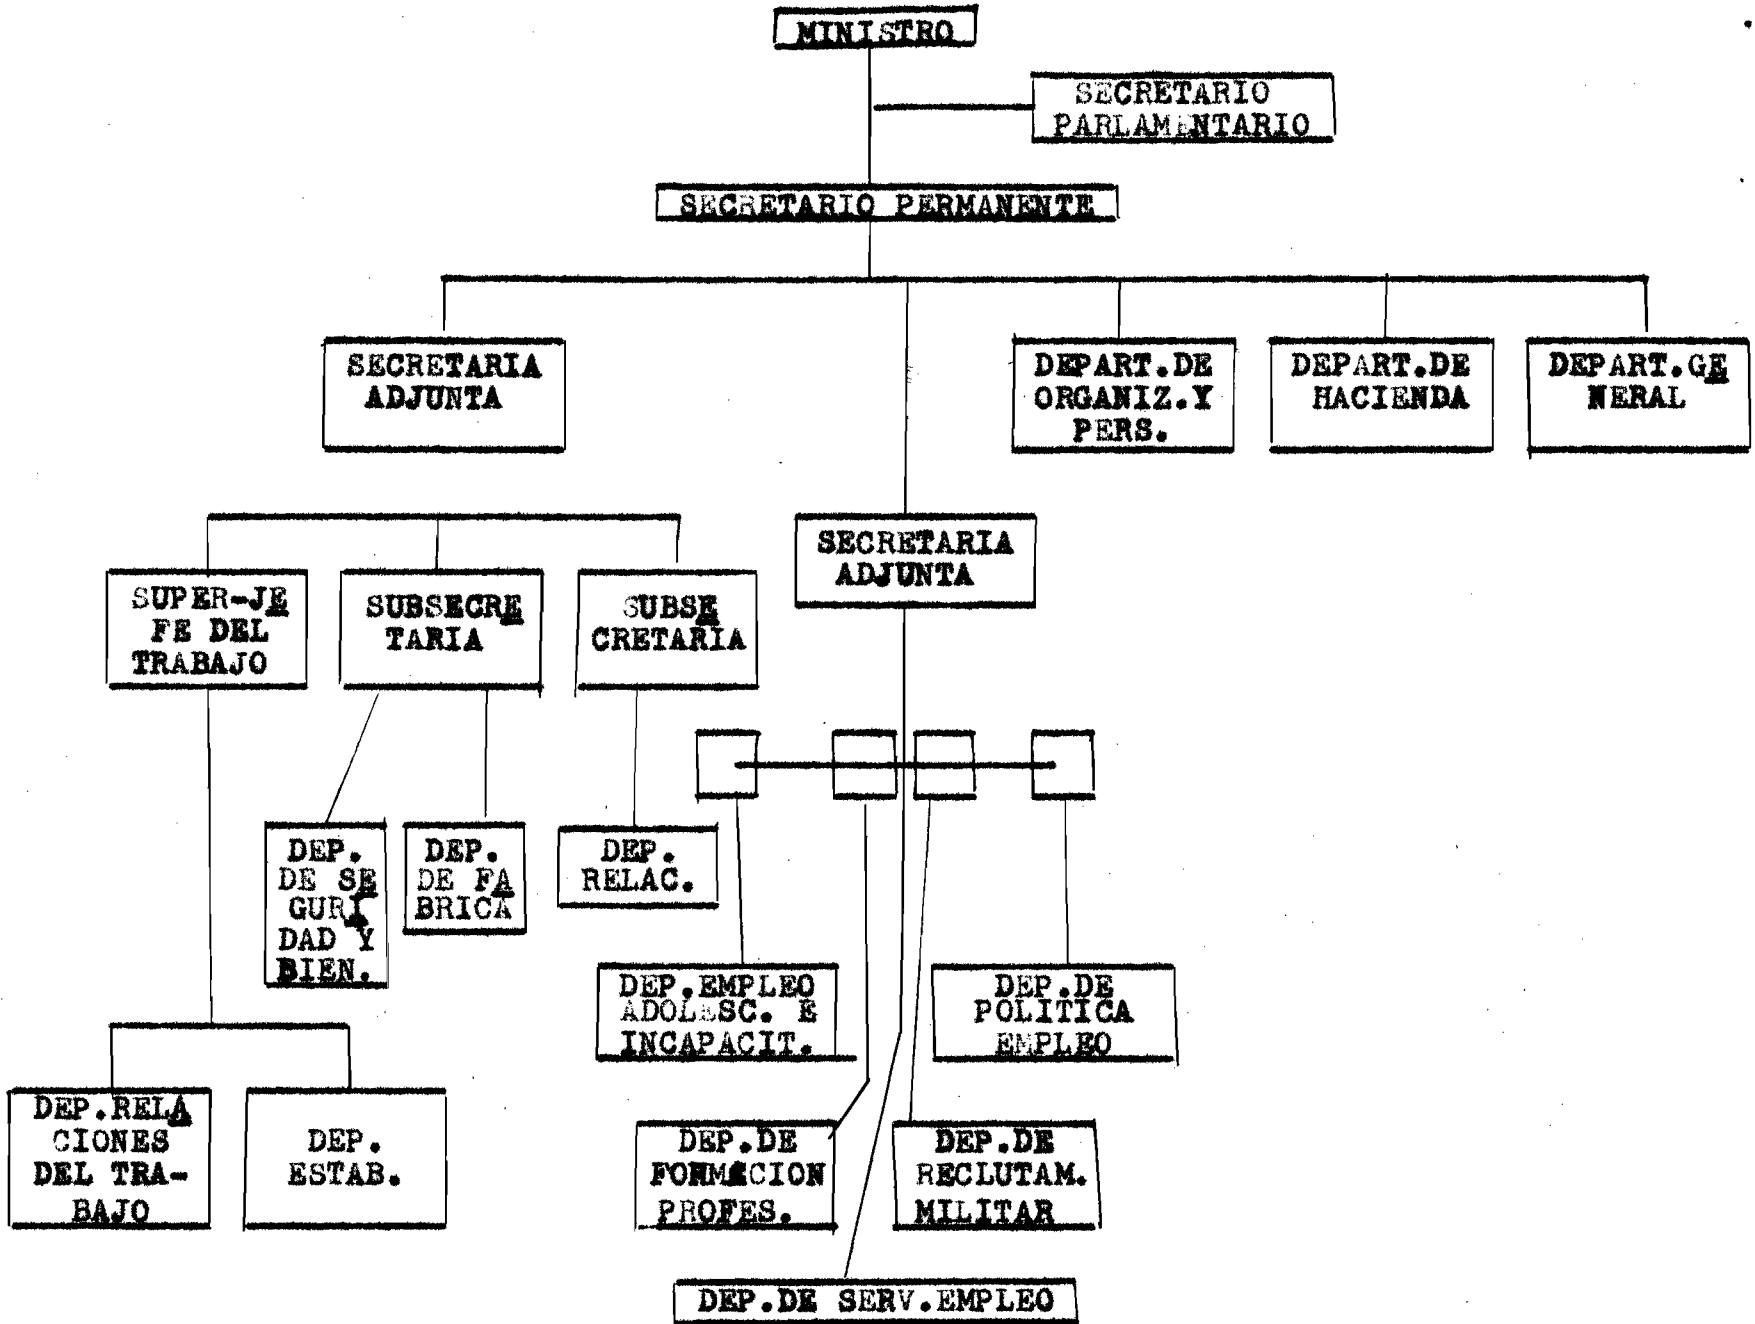 MINISTRO
SECRETARIO
PARLAMENTARIO
SECRETARIO PERMANENTE
SECRETARIA
ADJUNTA
DEPART.DE
ORGANIZ.Y
PERS.
DEPART.DE
HACIENDA
DEPART.GE
NERAL
SECRETARIA
ADJUNTA
SUPER-JE
FE DEL
TRABAJO
SUBSECRE
TARIA
SUBSE
CRETARIA
DEP.
DE SE
GURI
DAD Y
BIEN.
DEP.
DE FA
BRICA
DEP.
RELAC.
DEP.EMPLEO
ADOLESC. E
INCAPACIT.
DEP.DE
POLITICA
EMPLEO
DEP.RELA
CIONES
DEL TRA-
BAJO
DEP.
ESTAB.
DEP.DE
FORMACION
PROFES.
DEP.DE
RECLUTAM.
MILITAR
DEP.DE SERV.EMPLEO